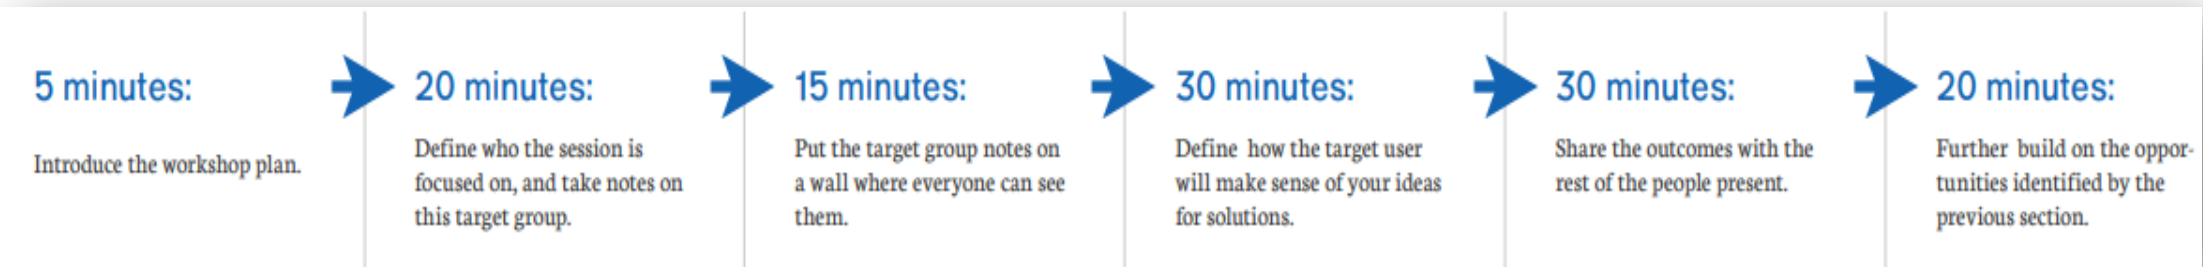 5 minutes:
Introduce the workshop plan.
20 minutes:
Define who the session is
focused on, and take notes on
this target group.
15 minutes:
Put the target group notes on
a wall where everyone can see
them.
30 minutes:
Define  how the target user
will make sense of your ideas
for solutions.
30 minutes:
Share the outcomes with the
rest of the people present.
20 minutes:
Further  build on the oppor-
tunities identified by the
previous section.